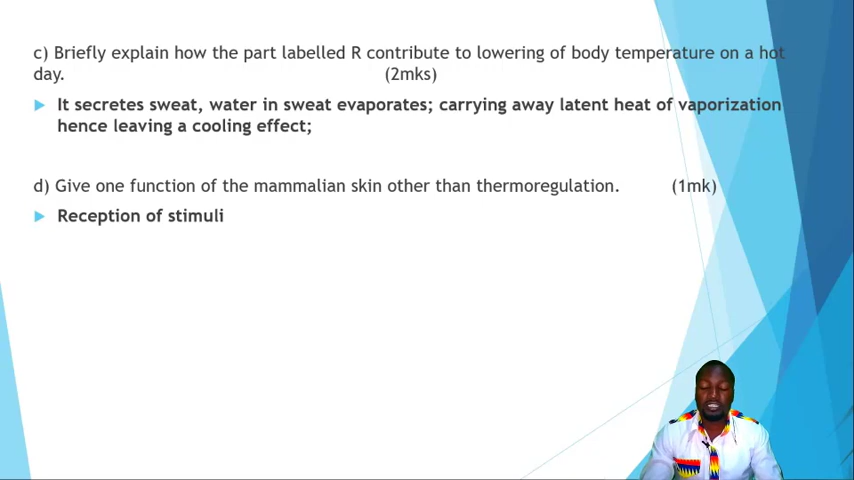 c) Briefly explain how the part labelled R contribute to lowering of body temperature on a hot
day. (2mks)
It secretes sweat, water in sweat evaporates; carrying away latent heat of vaporization
hence leaving a cooling effect;
d) Give one function of the mammalian skin other than thermoregulation. (1mk)
Reception of stimuli